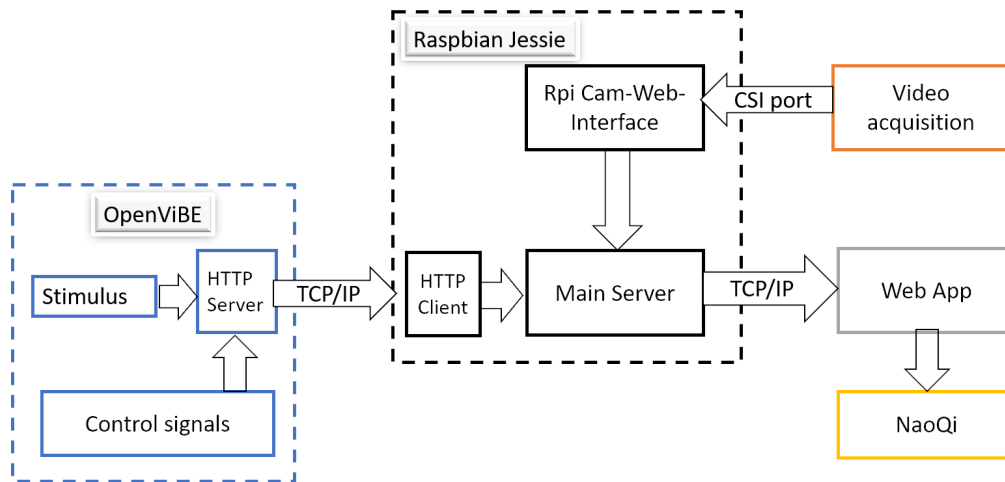 Raspbian Jessie
Rpi Cam-Web-
Interface
CSI port
Video
acquisition
OpenViBE
Stimulus
HTTP
Server
TCP/IP
HTTP
Client
Main Server
TCP/IP
Web App
Control signals
NaoQi